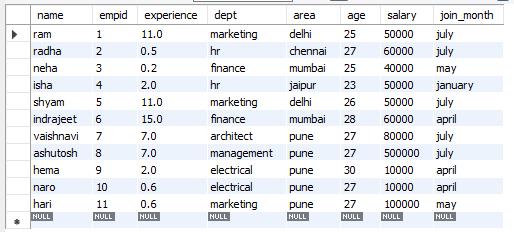 name empid experience dept area age salary join_month
ram 1 11.0 marketing delhi 25 50000 july
radha 2 0.5 hr chennai 27 60000 july
neha 3 0.2 finance mumbai 25 40000 may
isha 4 2.0 hr jaipur 23 50000 january
shyam 5 11.0 marketing delhi 26 50000 july
indrajeet 6 15.0 finance mumbai 28 60000 april
vaishnavi 7 7.0 architect pune 27 80000 july
ashutosh 8 7.0 management pune 27 500000 july
hema 9 2.0 electrical pune 30 10000 april
naro 10 0.6 electrical pune 27 10000 april
hari 11 0.6 marketing pune 27 100000 may
NULL NULL NULL NULL NULL NULL NULL NULL